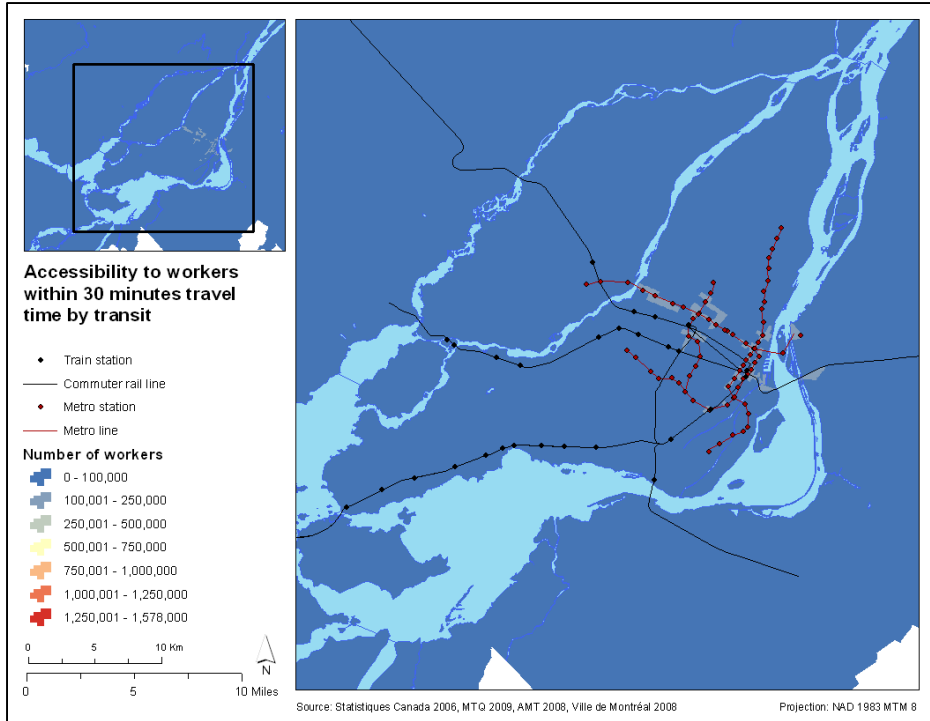 Accessibility to workers
within 30 minutes travel
time by transit
Train station
Commuter rail line
Metro station
Metro line
Number of workers
0 - 100,000
100,001 - 250,000
250,001 - 500,000
500,001 - 750,000
750,001 - 1,000,000
1,000,001 - 1,250,000
1,250,001 - 1,578,000
0 5 10 Km
N
0 5 10 Miles
Source: Statistiques Canada 2006, MTQ 2009, AMT 2008, Ville de Montréal 2008
Projection: NAD 1983 MTM 8